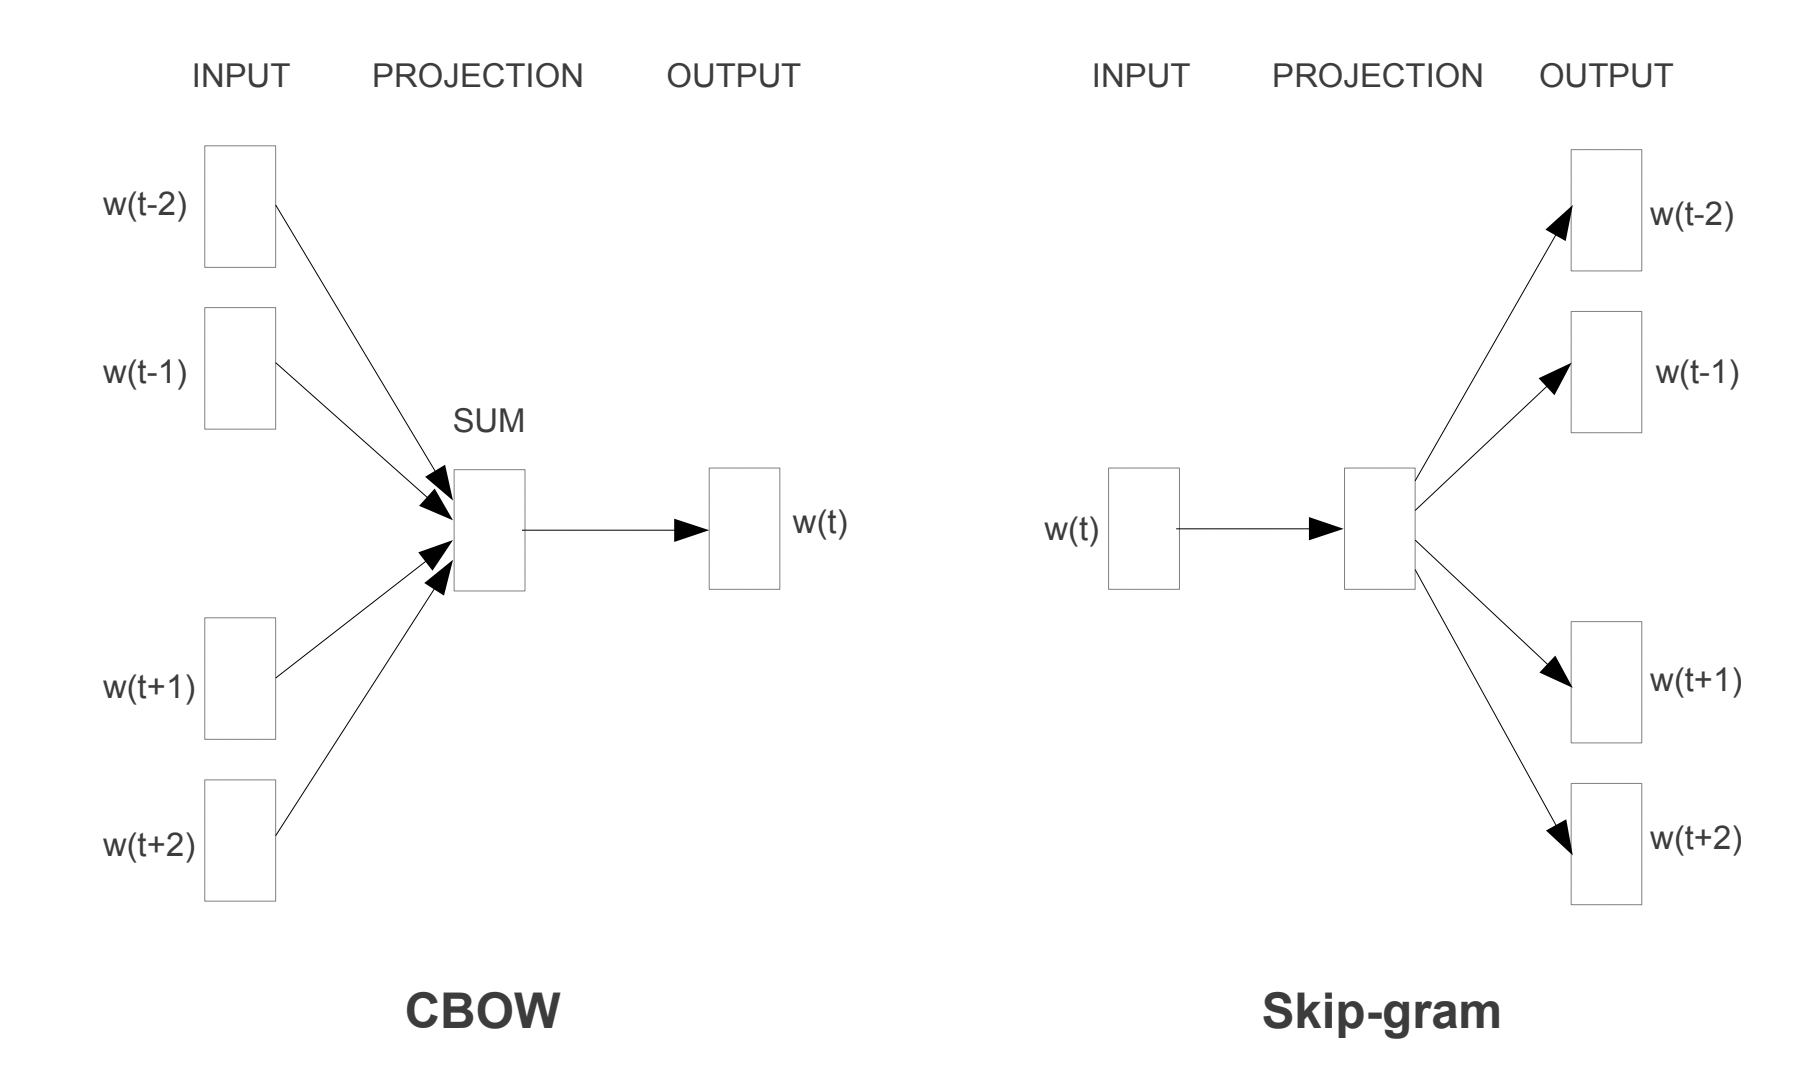 INPUT PROJECTION OUTPUT
w(t-2)
w(t-1)
SUM
w(t)
w(t+1)
w(t+2)
CBOW
INPUT PROJECTION OUTPUT
w(t-2)
w(t-1)
w(t)
w(t+1)
w(t+2)
Skip-gram